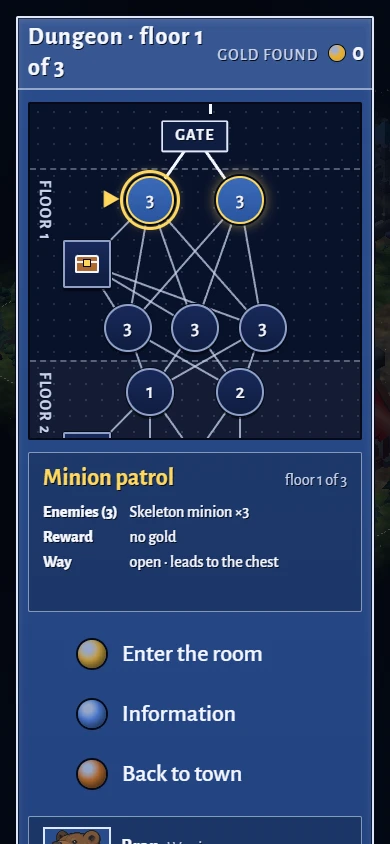 Dungeon · floor 1
of 3
GOLD FOUND 0
GATE
FLOOR 1
3 3
3 3 3
FLOOR 2
1 2
Minion patrol floor 1 of 3
Enemies (3) Skeleton minion ×3
Reward no gold
Way open · leads to the chest
Enter the room
Information
Back to town